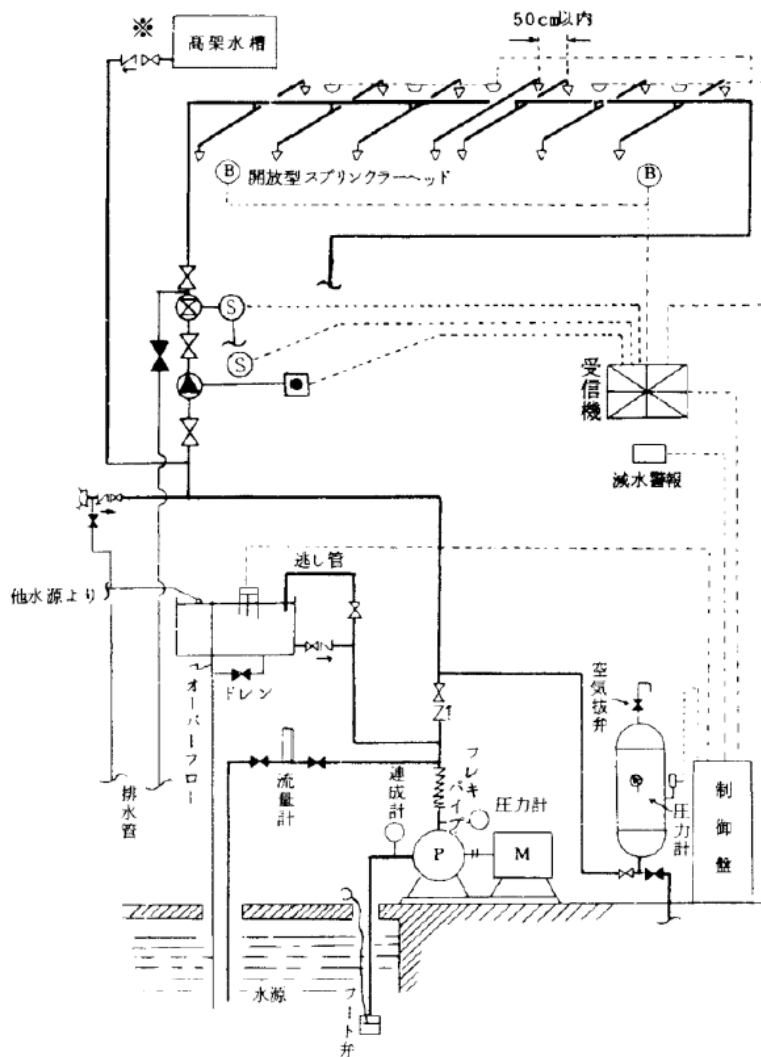 50cm以内
※
高架水槽
B
開放型スプリンクラーヘッド
B
S
S
受信機
減水警報
逃し管
他水源より
ドレン
オーバーフロー
空気抜弁
流量計
連成計
フレキパイプ
圧力計
圧力計
制御盤
排水管
P
M
水源
フート弁